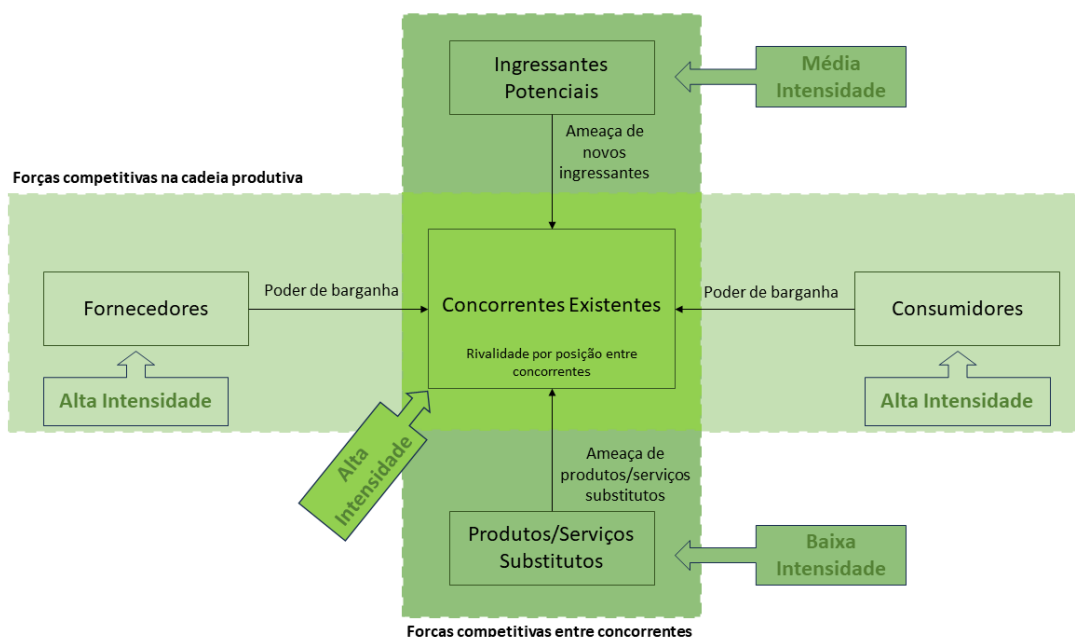 Ingressantes
Potenciais
Média
Intensidade
Ameaça de
novos
ingressantes
Forças competitivas na cadeia produtiva
Fornecedores
Poder de barganha
Concorrentes Existentes
Rivalidade por posição entre
concorrentes
Poder de barganha
Consumidores
Alta Intensidade
Alta Intensidade
Alta
Intensidade
Ameaça de
produtos/serviços
substitutos
Produtos/Serviços
Substitutos
Baixa
Intensidade
Forças competitivas entre concorrentes